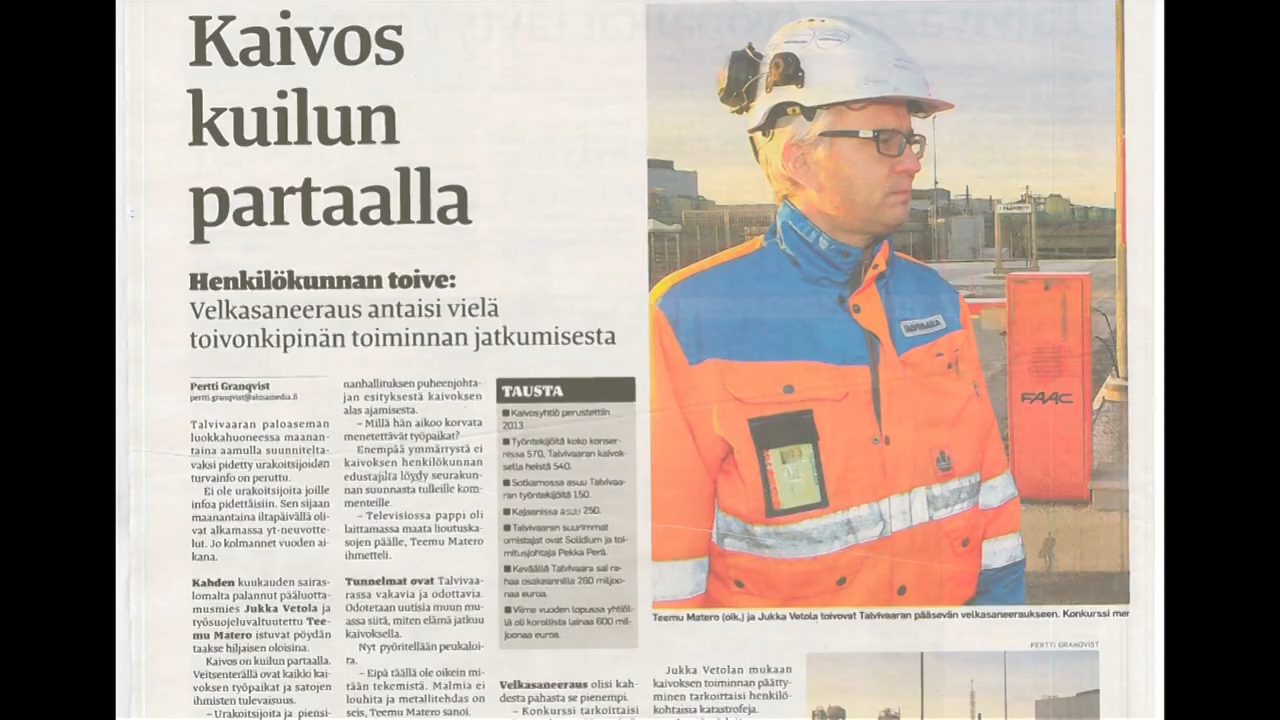 Kaivos
kuilun
partaalla
Henkilökunnan toive:
Velkasaneeraus antaisi vielä
toivonkipinän toiminnan jatkumisesta
Pertti Granqvist
pertti.granqvist@almamedia.fi
Talvivaaran paloaseman
luokkahuoneessa maanan-
taina aamulla suunnitelta-
vaksi pidetty urakoitsijoidan
turvainfo on peruttu.
Ei ole urakoitsijoita joille
infoa pidettäisiin. Sen sijaan
maanantaina iltapäivällä oli-
vat alkamassa yt-neuvotte-
lut. Jo kolmannet vuoden ai-
kana.
Kahden kuukauden sairas-
lomalta palannut pääluotta-
musmies Jukka Vetola ja
työsuojeluvaltuutettu Tee-
mu Matero istuvat pöydän
taakse hiljaisen oloisina.
Kaivos on kuilun partaalla.
Veitsenterällä ovat kaikki kai-
voksen työpaikat ja satojen
ihmisten tulevaisuus.
– Urakoitsijoita ja piensi-
nanhallituksen puheenjohta-
jan esityksestä kaivoksen
alas ajamisesta.
– Millä hän aikoo korvata
menetettävät työpaikat?
Enempää ymmärrystä ei
kaivoksen henkilökunnan
edustajilta löydy seurakun-
nan suunnasta tulleille kom-
menteille.
– Televisiossa pappi oli
laittamassa maata lioutuska-
sojen päälle, Teemu Matero
ihmetteli.
Tunnelmat ovat Talvivaa-
rassa vakavia ja odottavia.
Odotetaan uutisia muun mu-
assa siitä, miten elämä jatkuu
kaivoksella.
Nyt pyöritellään peukaloi-
ta.
– Eipä täällä ole oikein mi-
tään tekemistä. Malmia ei
louhita ja metallitehdas on
seis, Teemu Matero sanoi.
TAUSTA
■ Kaivosyhtiö perustettiin
2013
■ Työntekijöitä koko konser-
nissa 570, Talvivaaran kaivok-
sella heistä 540.
■ Sotkamossa asuu Talvivaa-
ran työntekijöitä 150.
■ Kajaanissa asuu 250.
■ Talvivaaran suurimmat
omistajat ovat Solidium ja toi-
mitusjohtaja Pekka Perä.
■ Keväällä Talvivaara sai ra-
haa osakeannilla 260 miljoo-
naa euroa.
■ Viime vuoden lopussa yhtiöl-
lä oli korollista lainaa 600 mil-
joonaa euroa.
Velkasaneeraus olisi kah-
desta pahasta se pienempi.
– Konkurssi tarkoittaisi
TALVIVAARA
FAAC
Teemu Matero (oik.) ja Jukka Vetola toivovat Talvivaaran pääsevän velkasaneeraukseen. Konkurssi mer
PERTTI GRANQVIST
Jukka Vetolan mukaan
kaivoksen toiminnan päätty-
minen tarkoittaisi henkilö-
kohtaisia katastrofeja.